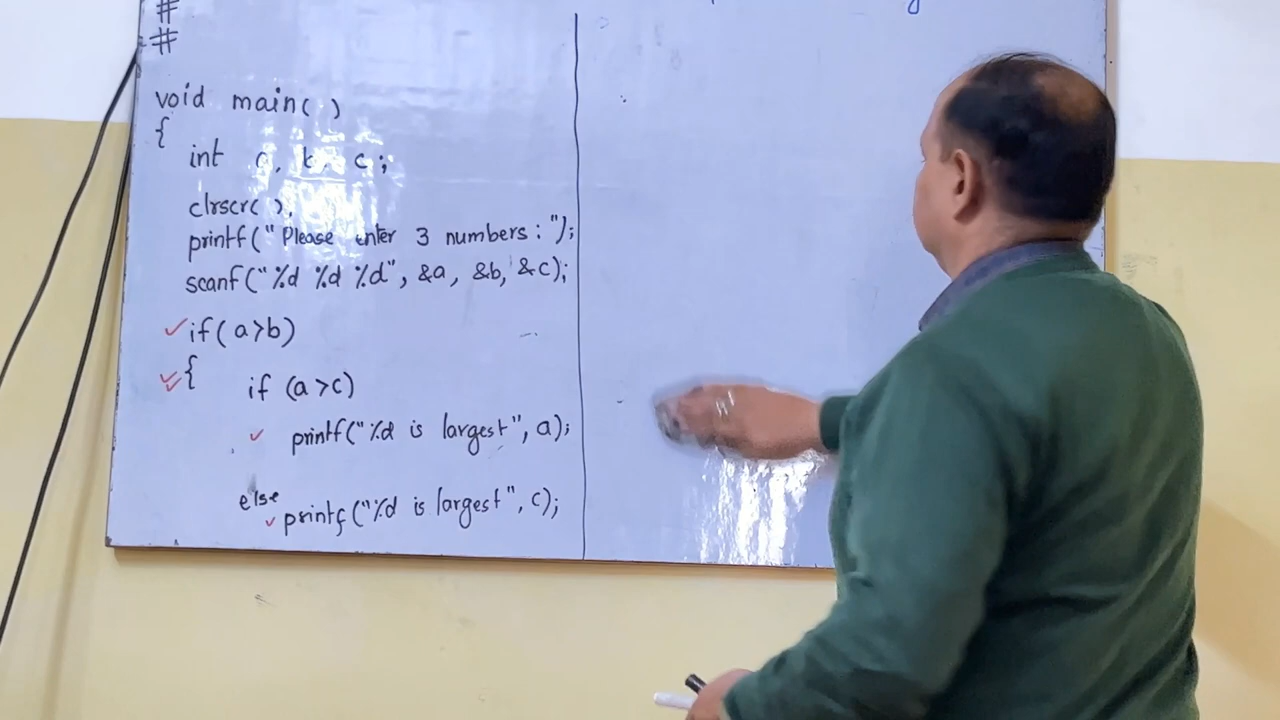 #
#
void main( )
{
int a, b, c ;
clrscr( );
printf("Please enter 3 numbers : ");
scanf("%d %d %d", &a, &b, &c);
if( a>b)
{ if (a >c)
printf("%d is largest", a);
else
printf("%d is largest", c);